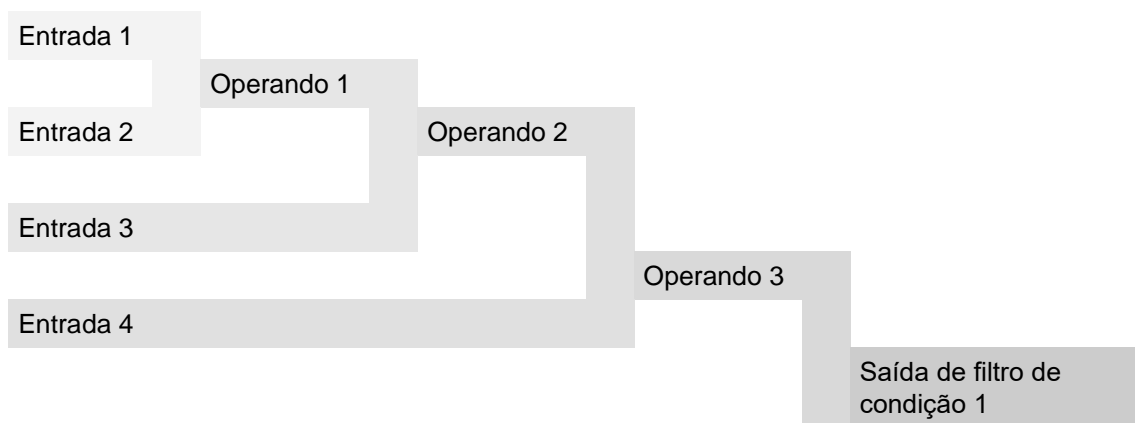 Entrada 1
Operando 1
Entrada 2
Operando 2
Entrada 3
Operando 3
Entrada 4
Saída de filtro de
condição 1